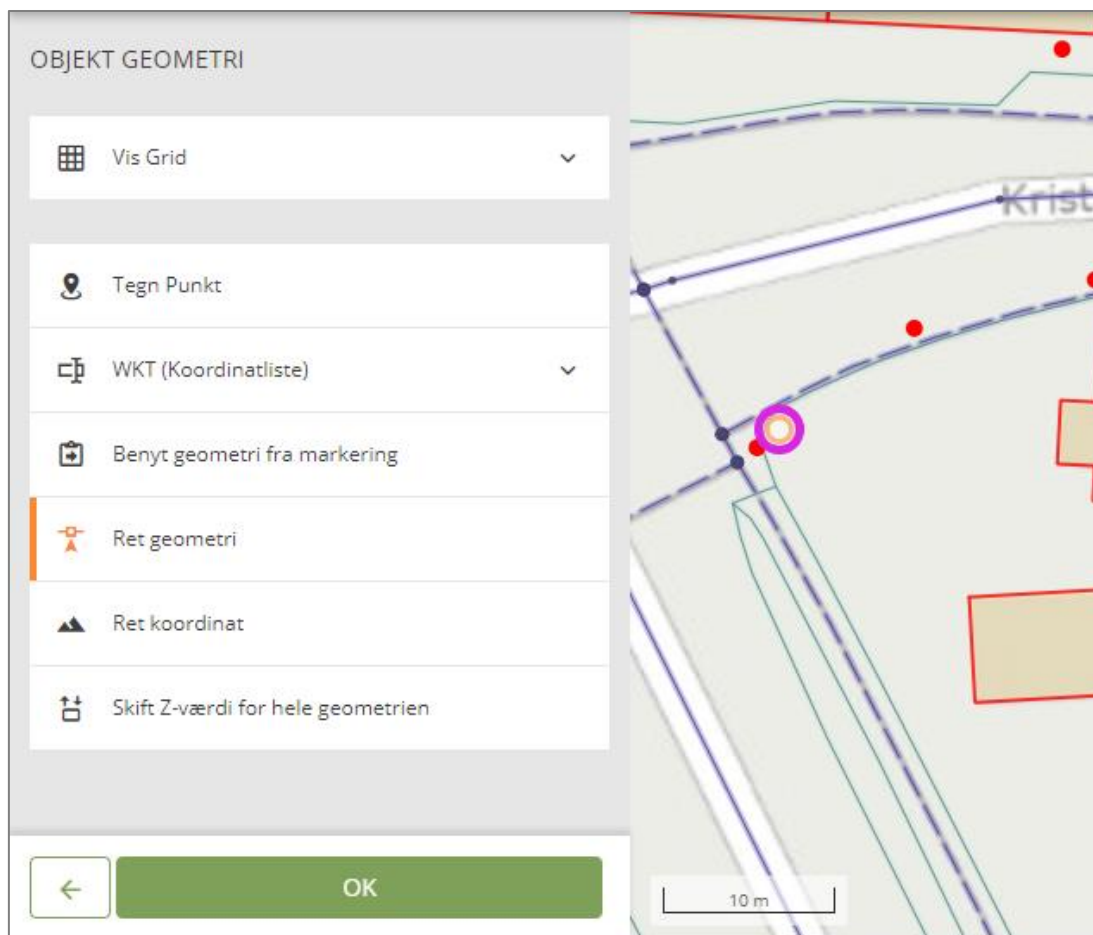 OBJEKT GEOMETRI
Vis Grid
Tegn Punkt
WKT (Koordinatliste)
Benyt geometri fra markering
Ret geometri
Ret koordinat
Skift Z-værdi for hele geometrien
OK
Krist
10 m